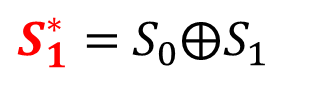 S₁* = S₀⊕S₁